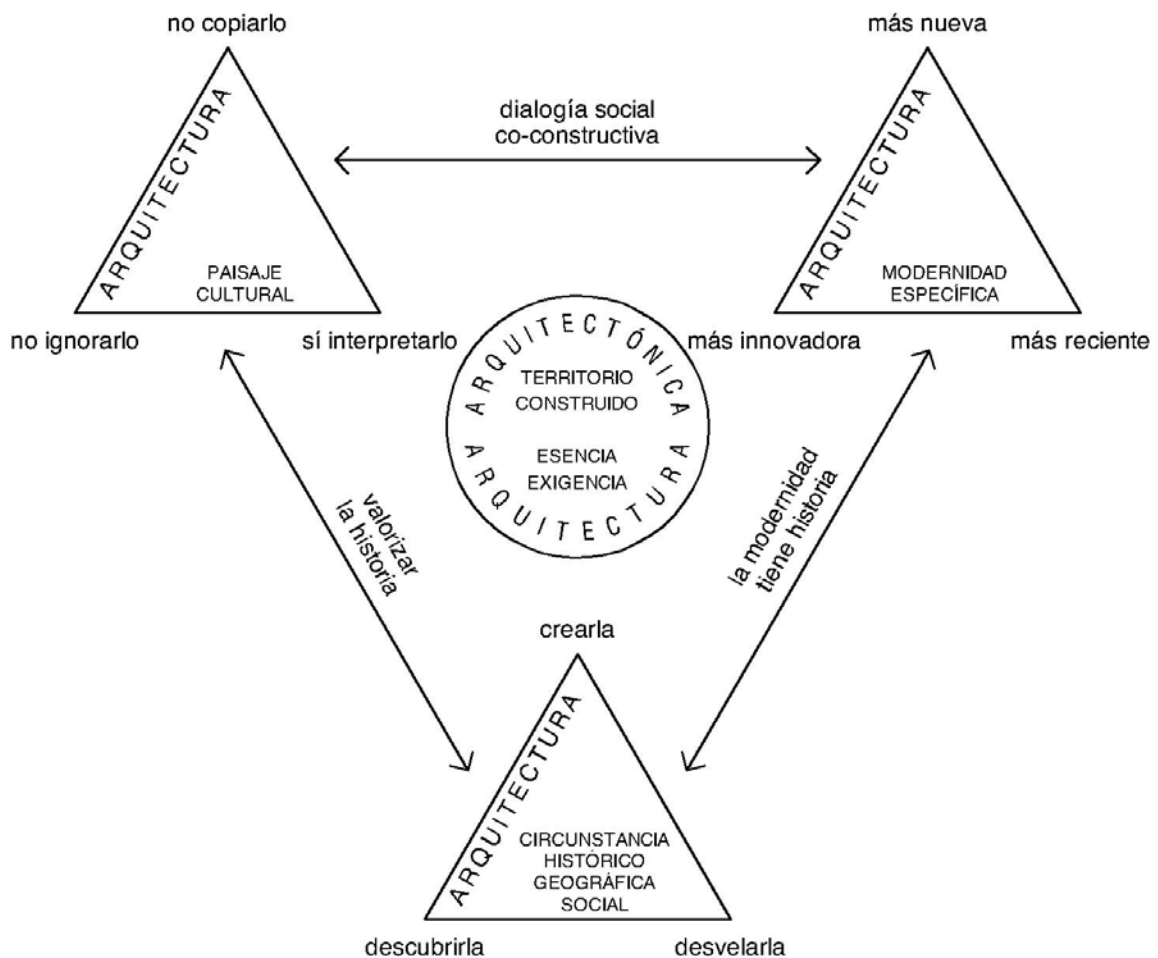 no copiarlo
ARQUITECTURA
PAISAJE
CULTURAL
no ignorarlo
sí interpretarlo
dialogía social
co-constructiva
más nueva
ARQUITECTURA
MODERNIDAD
ESPECÍFICA
más innovadora
más reciente
ARQUITECTÓNICA
TERRITORIO
CONSTRUIDO
ESENCIA
EXIGENCIA
ARQUITECTURA
valorizar
la historia
la modernidad
tiene historia
crearla
ARQUITECTURA
CIRCUNSTANCIA
HISTÓRICO
GEOGRÁFICA
SOCIAL
descubrirla
desvelarla